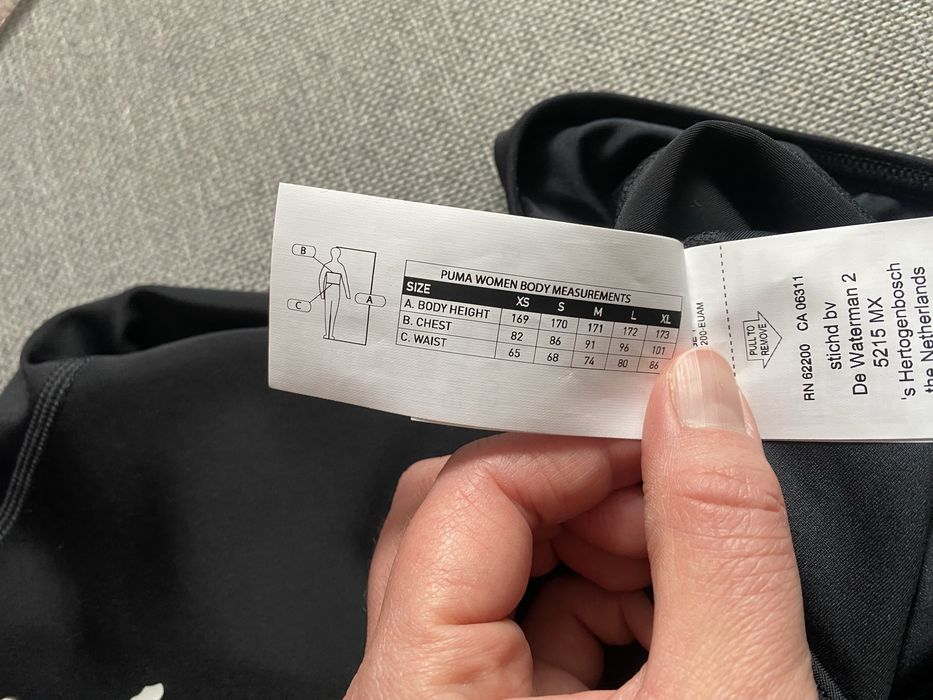 B
C
A
PUMA WOMEN BODY MEASUREMENTS
SIZE XS S M L XL
A. BODY HEIGHT 169 170 171 172 173
B. CHEST 82 86 91 96 101
C. WAIST 65 68 74 80 86
200-EUAM
PULL TO
REMOVE
RN 62200 CA 06311
stichd bv
De Waterman 2
5215 MX
's Hertogenbosch
the Netherlands